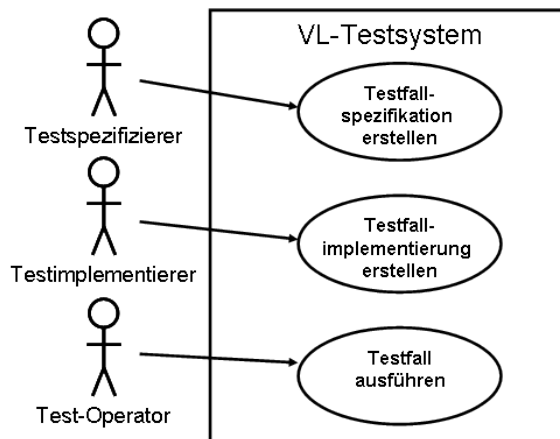 VL-Testsystem
Testfall-
spezifikation
erstellen
Testspezifizierer
Testfall-
implementierung
erstellen
Testimplementierer
Testfall
ausführen
Test-Operator